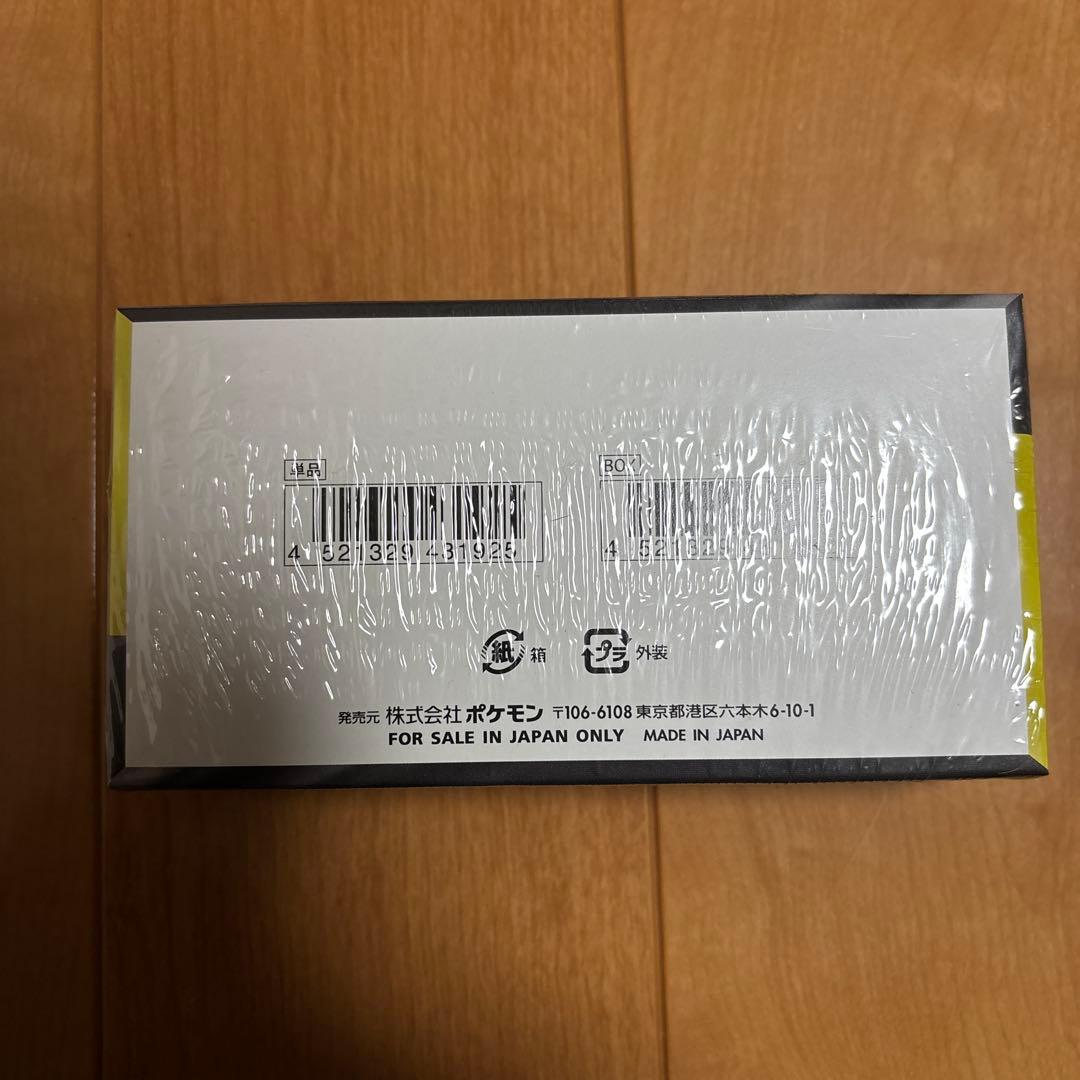 単品
BOX
4 521329 431925
4 521329
紙 箱 プラ 外装
発売元 株式会社ポケモン 〒106-6108 東京都港区六本木6-10-1
FOR SALE IN JAPAN ONLY MADE IN JAPAN